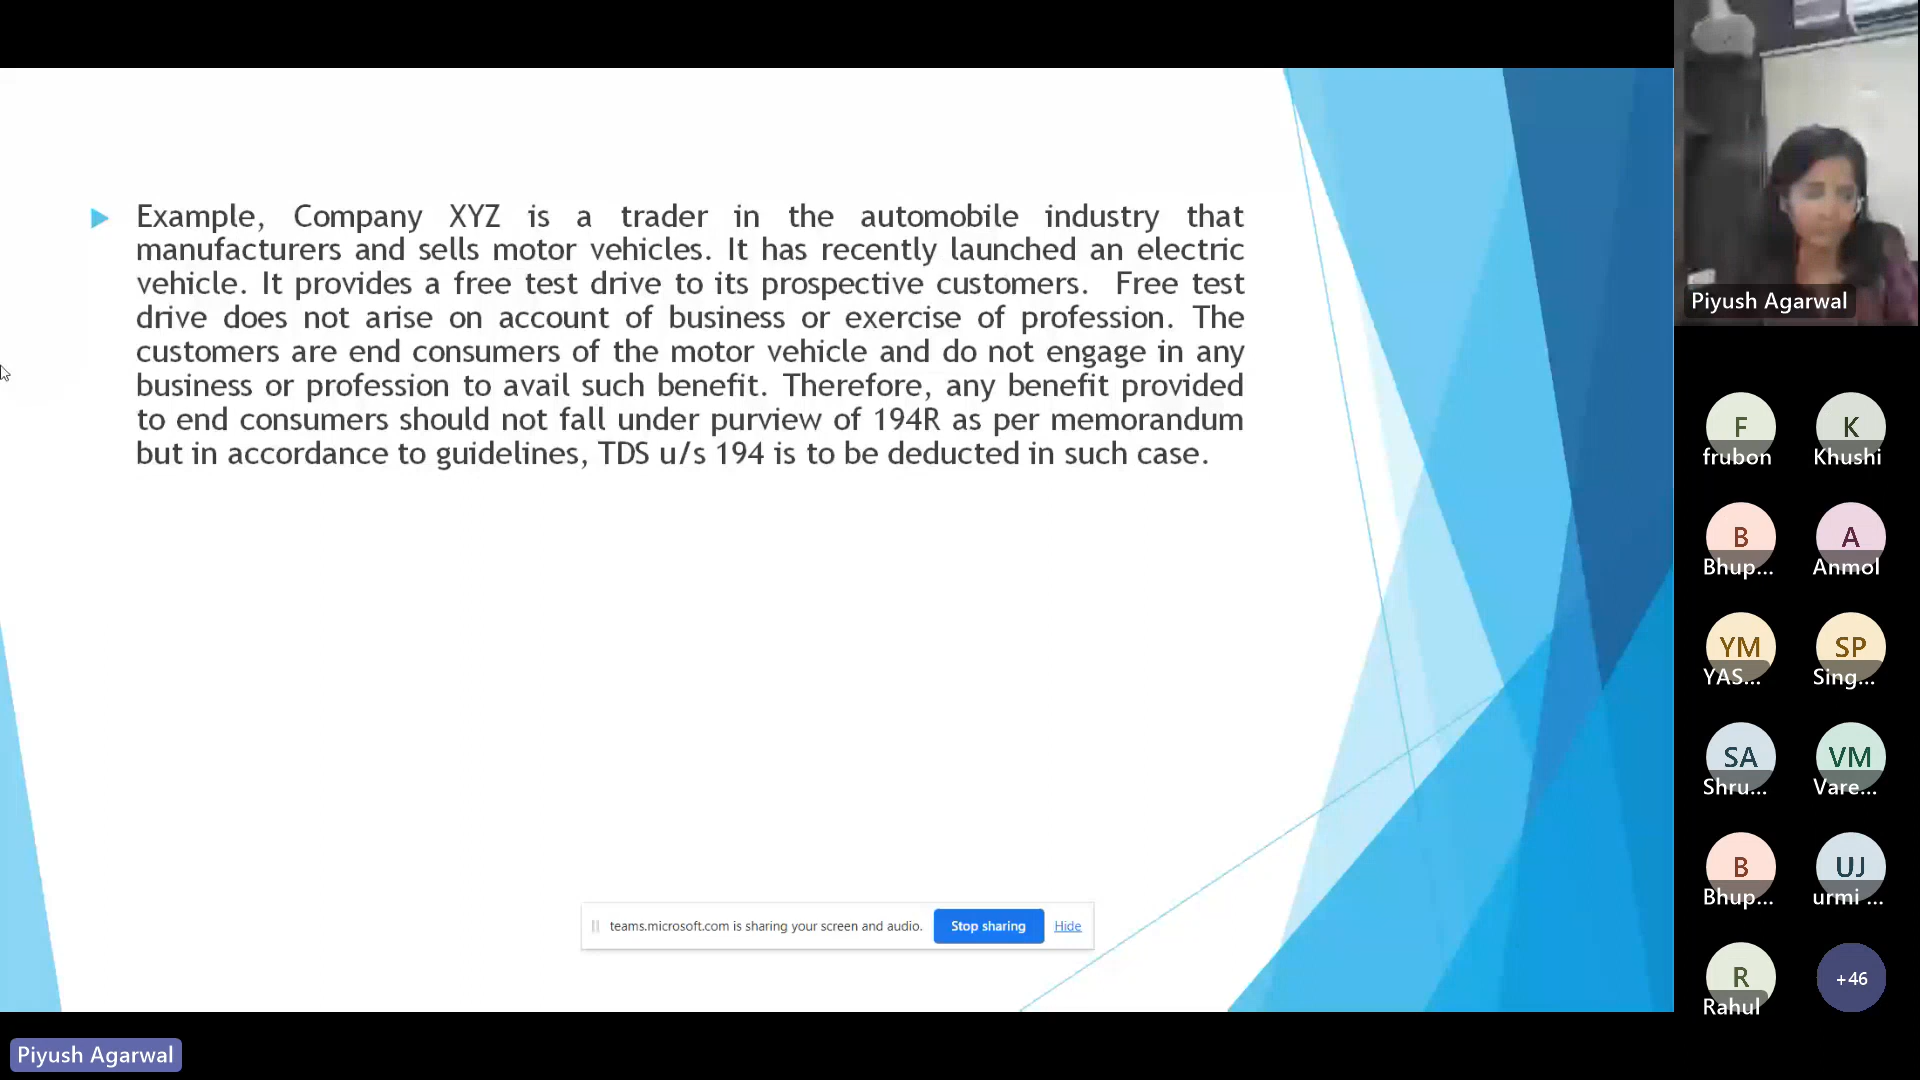 Example, Company XYZ is a trader in the automobile industry that
manufacturers and sells motor vehicles. It has recently launched an electric
vehicle. It provides a free test drive to its prospective customers. Free test
drive does not arise on account of business or exercise of profession. The
customers are end consumers of the motor vehicle and do not engage in any
business or profession to avail such benefit. Therefore, any benefit provided
to end consumers should not fall under purview of 194R as per memorandum
but in accordance to guidelines, TDS u/s 194 is to be deducted in such case.
teams.microsoft.com is sharing your screen and audio. Stop sharing Hide
Piyush Agarwal
Piyush Agarwal
F K
frubon Khushi
B A
Bhup... Anmol
YM SP
YAS... Sing...
SA VM
Shru... Vare...
B UJ
Bhup... urmi ...
R +46
Rahul